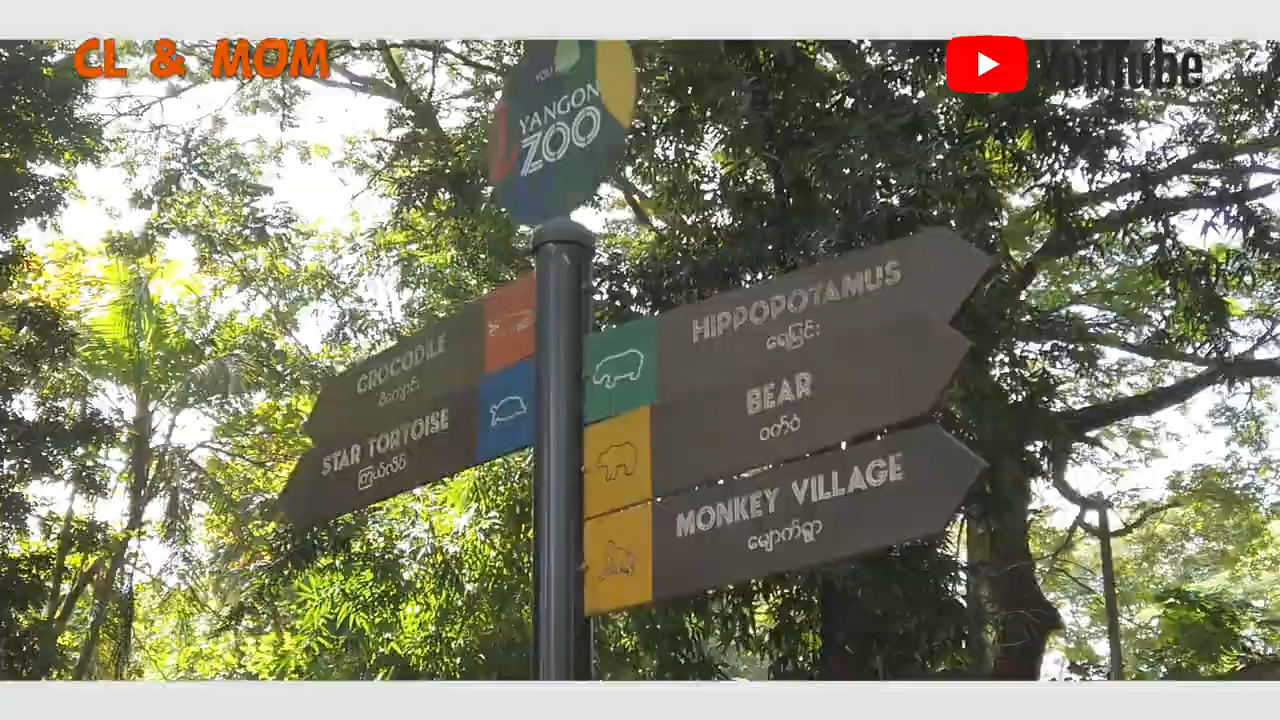 CL & MOM
YouTube
YANGON
ZOO
CROCODILE
မိကျောင်း
STAR TORTOISE
ကြယ်လိပ်
HIPPOPOTAMUS
ရေမြင်း
BEAR
ဝက်ဝံ
MONKEY VILLAGE
မျောက်ရွာ